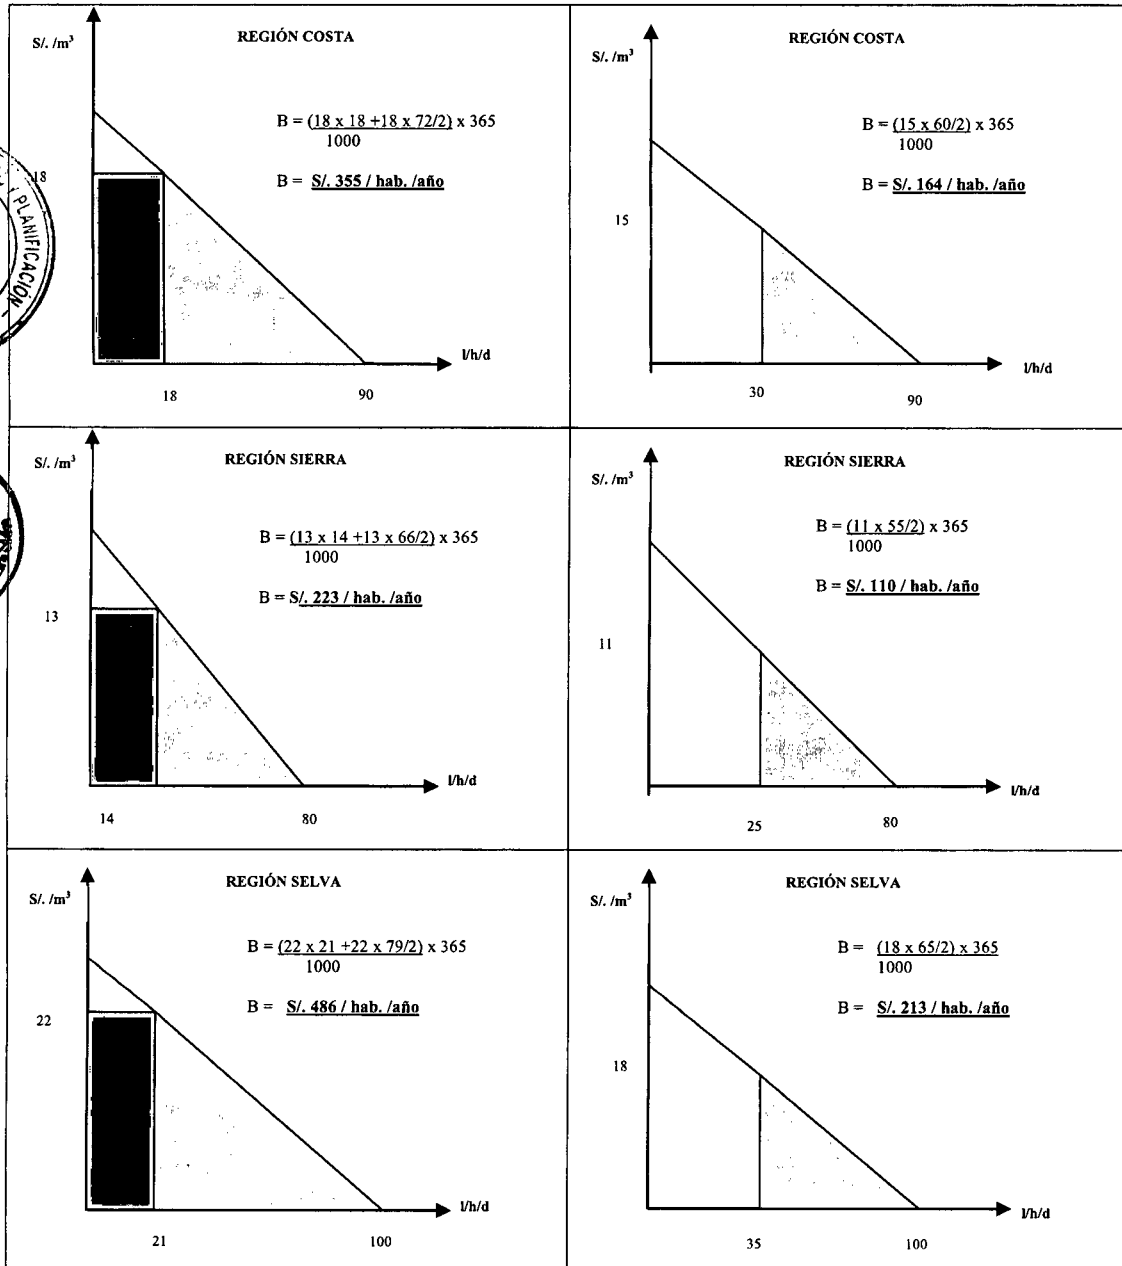 S/. /m³
REGIÓN COSTA
B = (18 x 18 +18 x 72/2) x 365
1000
B = S/. 355 / hab. /año
18
l/h/d
18
90
S/. /m³
REGIÓN COSTA
B = (15 x 60/2) x 365
1000
B = S/. 164 / hab. /año
15
l/h/d
30
90
PLANIFICACIÓN -
S/. /m³
REGIÓN SIERRA
B = (13 x 14 +13 x 66/2) x 365
1000
B = S/. 223 / hab. /año
13
l/h/d
14
80
S/. /m³
REGIÓN SIERRA
B = (11 x 55/2) x 365
1000
B = S/. 110 / hab. /año
11
l/h/d
25
80
S/. /m³
REGIÓN SELVA
B = (22 x 21 +22 x 79/2) x 365
1000
B = S/. 486 / hab. /año
22
l/h/d
21
100
S/. /m³
REGIÓN SELVA
B = (18 x 65/2) x 365
1000
B = S/. 213 / hab. /año
18
l/h/d
35
100